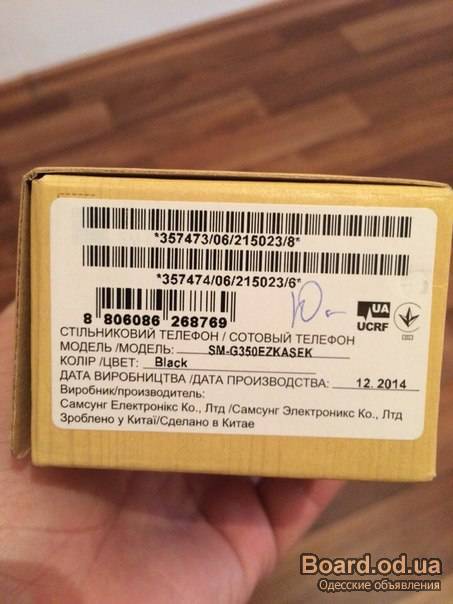 *357473/06/215023/8*
*357474/06/215023/6*
8 806086 268769
UA
UCRF
СТІЛЬНИКОВИЙ ТЕЛЕФОН / СОТОВЫЙ ТЕЛЕФОН
МОДЕЛЬ /МОДЕЛЬ: SM-G350EZKASEK
КОЛІР /ЦВЕТ: Black
ДАТА ВИРОБНИЦТВА /ДАТА ПРОИЗВОДСТВА: 12. 2014
Виробник/производитель:
Самсунг Електронікс Ко., Лтд /Самсунг Электроникс Ко., Лтд
Зроблено у Китаї/Сделано в Китае
Board.od.ua
Одесские объявления